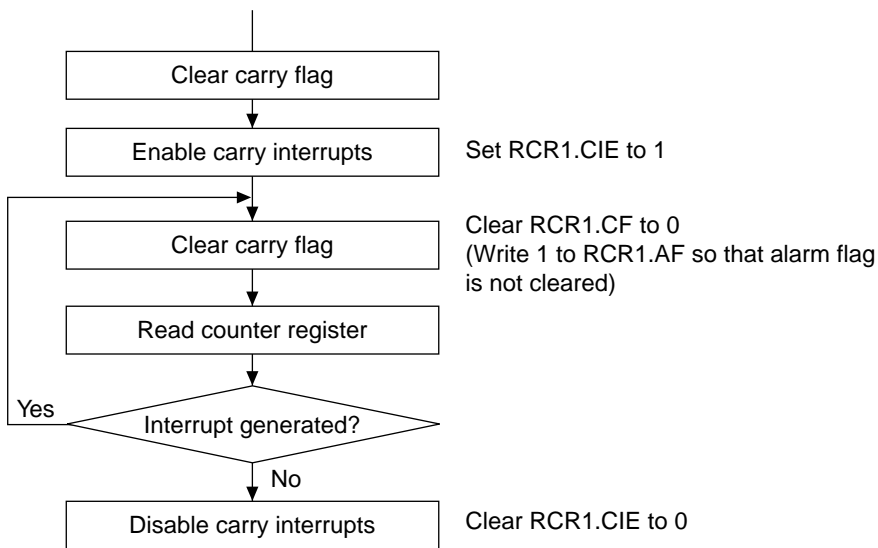 Clear carry flag
Enable carry interrupts
Set RCR1.CIE to 1
Clear carry flag
Clear RCR1.CF to 0
(Write 1 to RCR1.AF so that alarm flag
is not cleared)
Read counter register
Yes
Interrupt generated?
No
Disable carry interrupts
Clear RCR1.CIE to 0